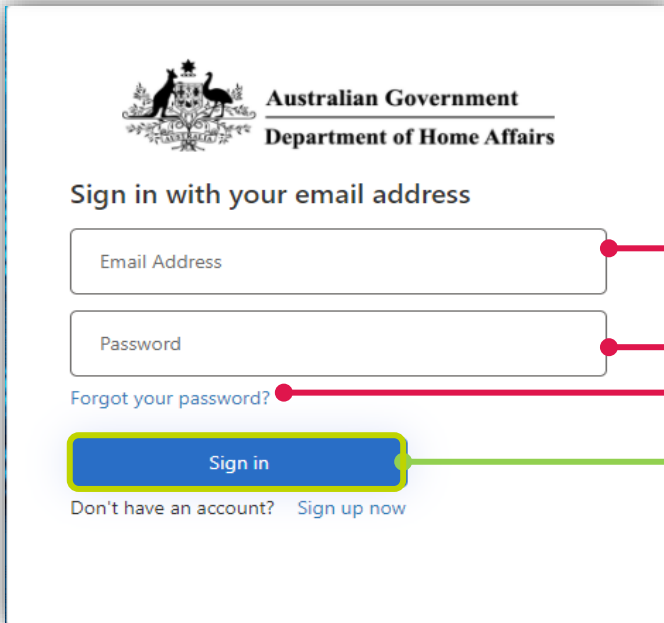 Australian Government
Department of Home Affairs
Sign in with your email address
Email Address
Password
Forgot your password?
Sign in
Don't have an account? Sign up now